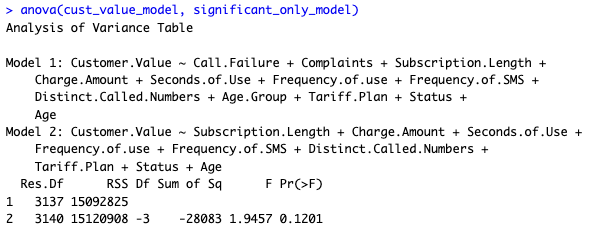 > anova(cust_value_model, significant_only_model)
Analysis of Variance Table

Model 1: Customer.Value ~ Call.Failure + Complaints + Subscription.Length +
    Charge.Amount + Seconds.of.Use + Frequency.of.use + Frequency.of.SMS +
    Distinct.Called.Numbers + Age.Group + Tariff.Plan + Status +
    Age
Model 2: Customer.Value ~ Subscription.Length + Charge.Amount + Seconds.of.Use +
    Frequency.of.use + Frequency.of.SMS + Distinct.Called.Numbers +
    Tariff.Plan + Status + Age
  Res.Df      RSS Df Sum of Sq      F Pr(>F)
1   3137 15092825
2   3140 15120908 -3    -28083 1.9457 0.1201